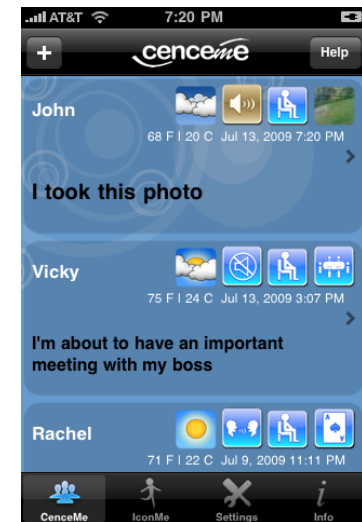 AT&T 7:20 PM
+ cenceme Help
John
68 F | 20 C Jul 13, 2009 7:20 PM
I took this photo
Vicky
75 F | 24 C Jul 13, 2009 3:07 PM
I'm about to have an important
meeting with my boss
Rachel
71 F | 22 C Jul 9, 2009 11:11 PM
CenceMe IconMe Settings Info